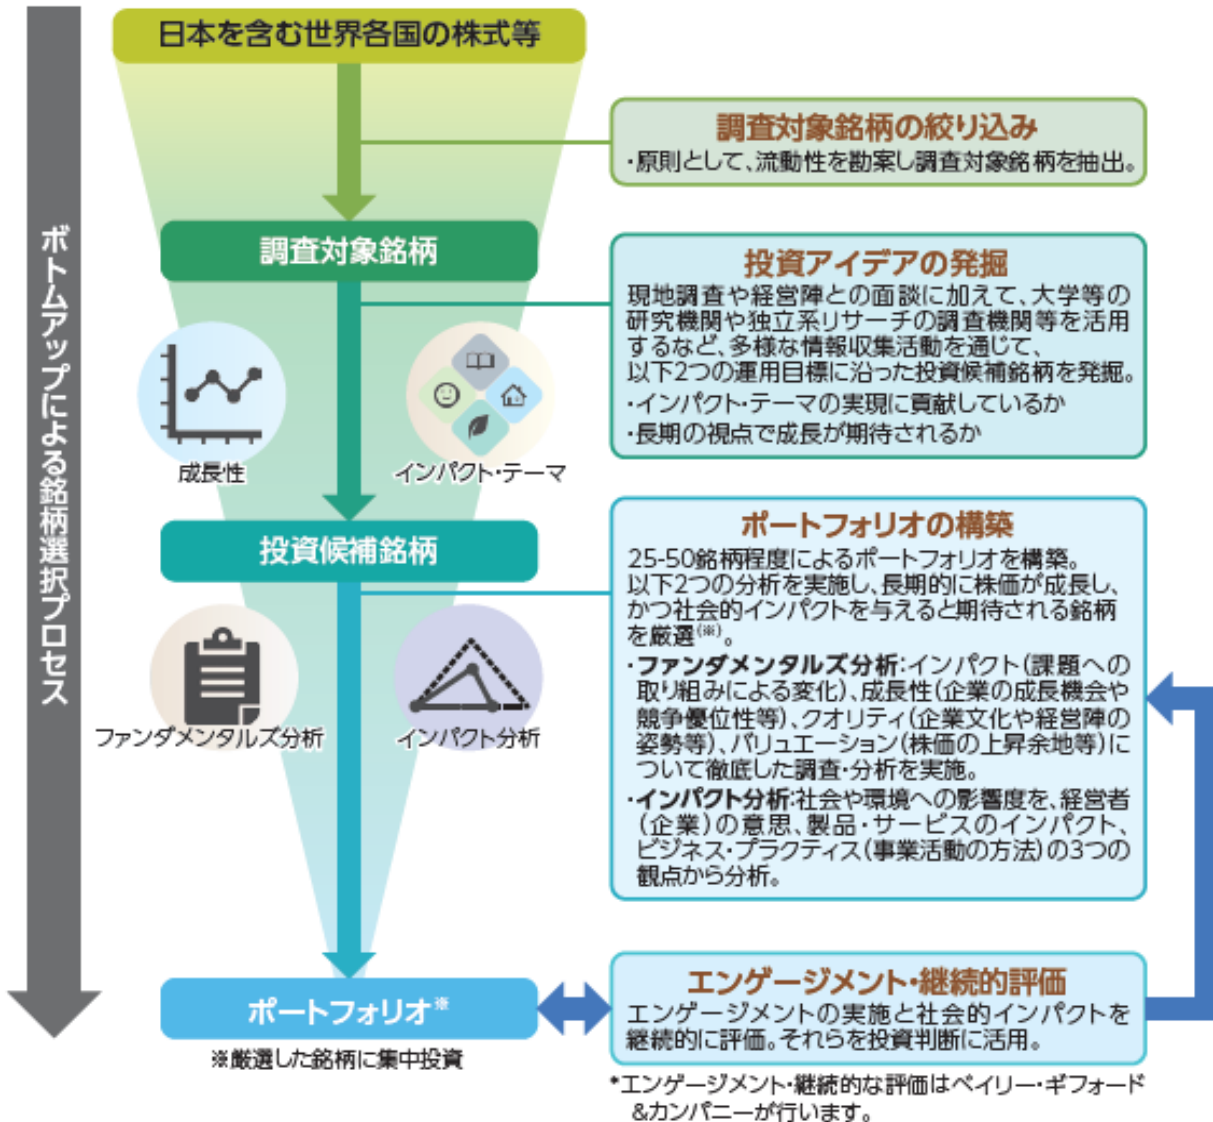 日本を含む世界各国の株式等
調査対象銘柄の絞り込み
・原則として、流動性を勘案し調査対象銘柄を抽出。
ボトムアップによる銘柄選択プロセス
調査対象銘柄
投資アイデアの発掘
現地調査や経営陣との面談に加えて、大学等の
研究機関や独立系リサーチの調査機関等を活用
するなど、多様な情報収集活動を通じて、
以下2つの運用目標に沿った投資候補銘柄を発掘。
・インパクト・テーマの実現に貢献しているか
・長期の視点で成長が期待されるか
成長性
インパクト・テーマ
投資候補銘柄
ポートフォリオの構築
25-50銘柄程度によるポートフォリオを構築。
以下2つの分析を実施し、長期的に株価が成長し、
かつ社会的インパクトを与えると期待される銘柄
を厳選(※)。
・ファンダメンタルズ分析:インパクト(課題への
取り組みによる変化)、成長性(企業の成長機会や
競争優位性等)、クオリティ(企業文化や経営陣の
姿勢等)、バリュエーション(株価の上昇余地等)に
ついて徹底した調査・分析を実施。
・インパクト分析:社会や環境への影響度を、経営者
(企業)の意思、製品・サービスのインパクト、
ビジネス・プラクティス(事業活動の方法)の3つの
観点から分析。
ファンダメンタルズ分析
インパクト分析
ポートフォリオ※
※厳選した銘柄に集中投資
エンゲージメント・継続的評価
エンゲージメントの実施と社会的インパクトを
継続的に評価。それらを投資判断に活用。
*エンゲージメント・継続的な評価はベイリー・ギフォード
&カンパニーが行います。